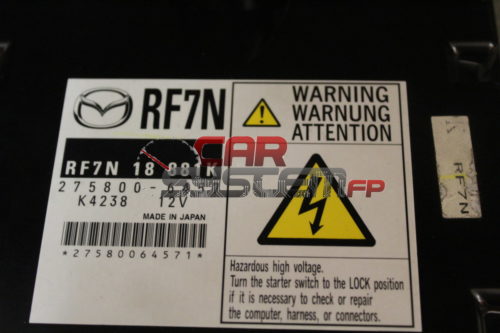 RF7N
RF7N 18 881K
275800-
K4238 12V
MADE IN JAPAN
*27580064571*
WARNING
WARNUNG
ATTENTION
Hazardous high voltage.
Turn the starter switch to the LOCK position
if it is necessary to check or repair
the computer, harness, or connectors.
RF7N
CAR
SYSTEM FP